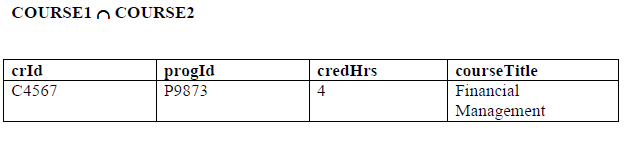 COURSE1 ∩ COURSE2
crId progId credHrs courseTitle
C4567 P9873 4 Financial
Management